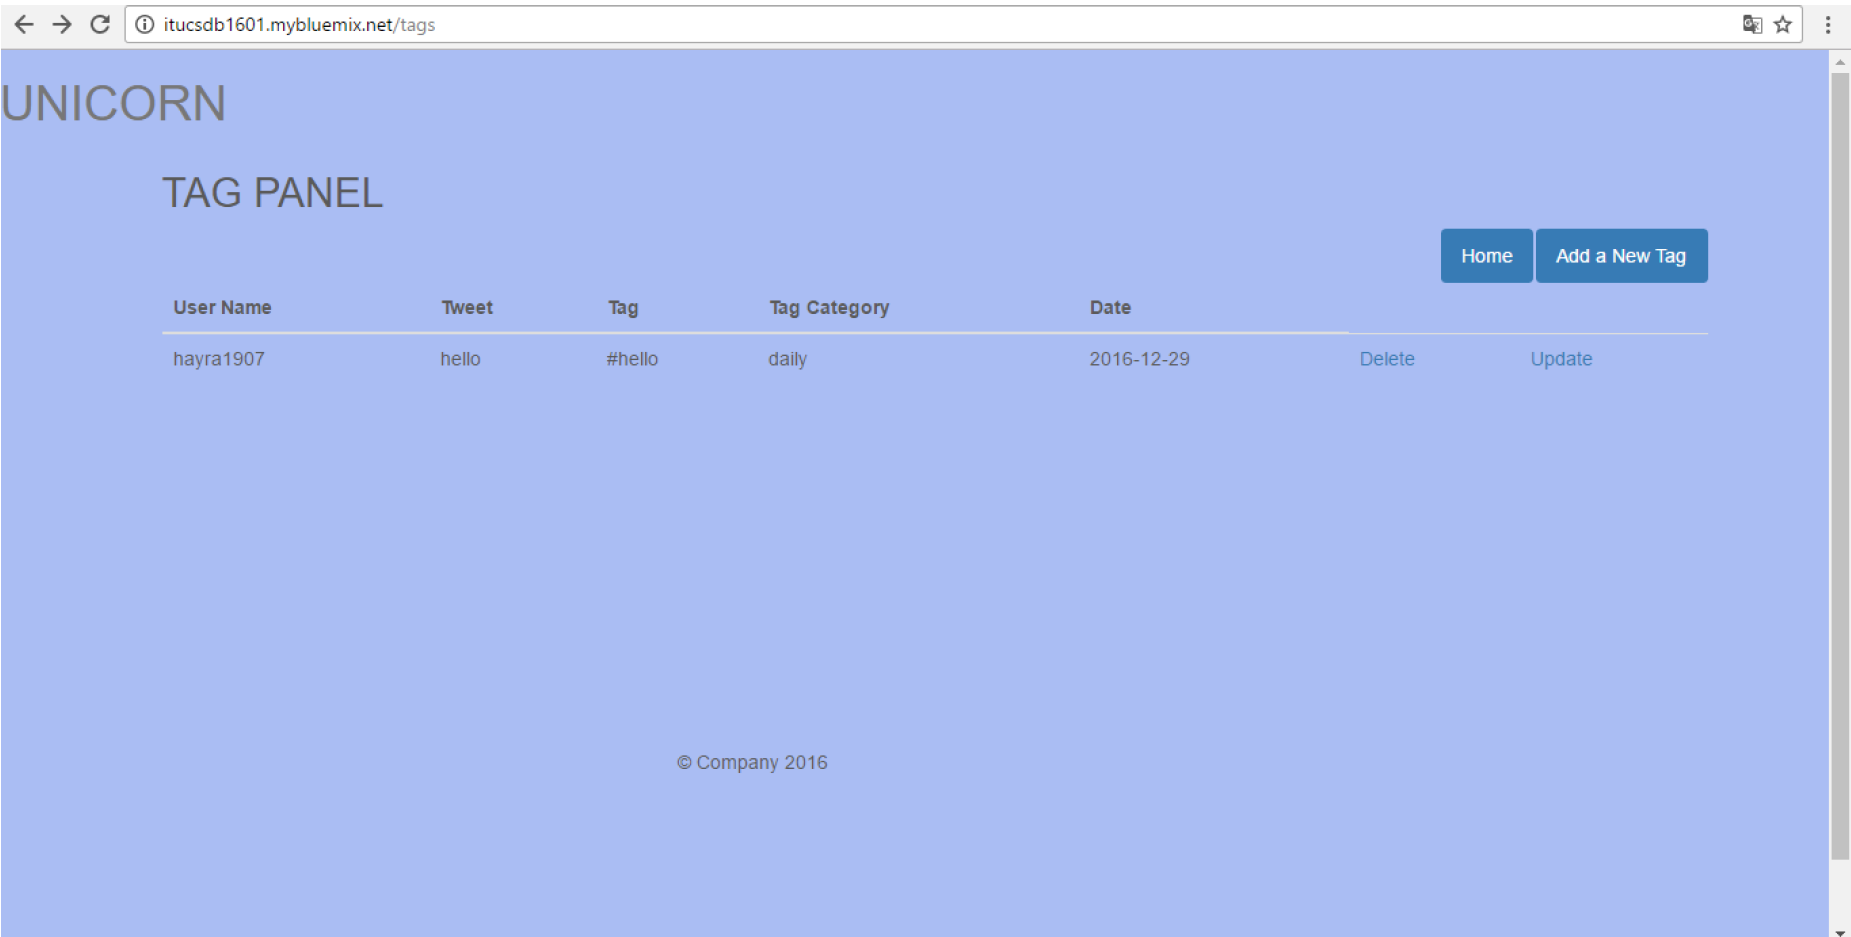 itucsdb1601.mybluemix.net/tags
UNICORN
TAG PANEL
Home Add a New Tag
User Name Tweet Tag Tag Category Date
hayra1907 hello #hello daily 2016-12-29 Delete Update
© Company 2016